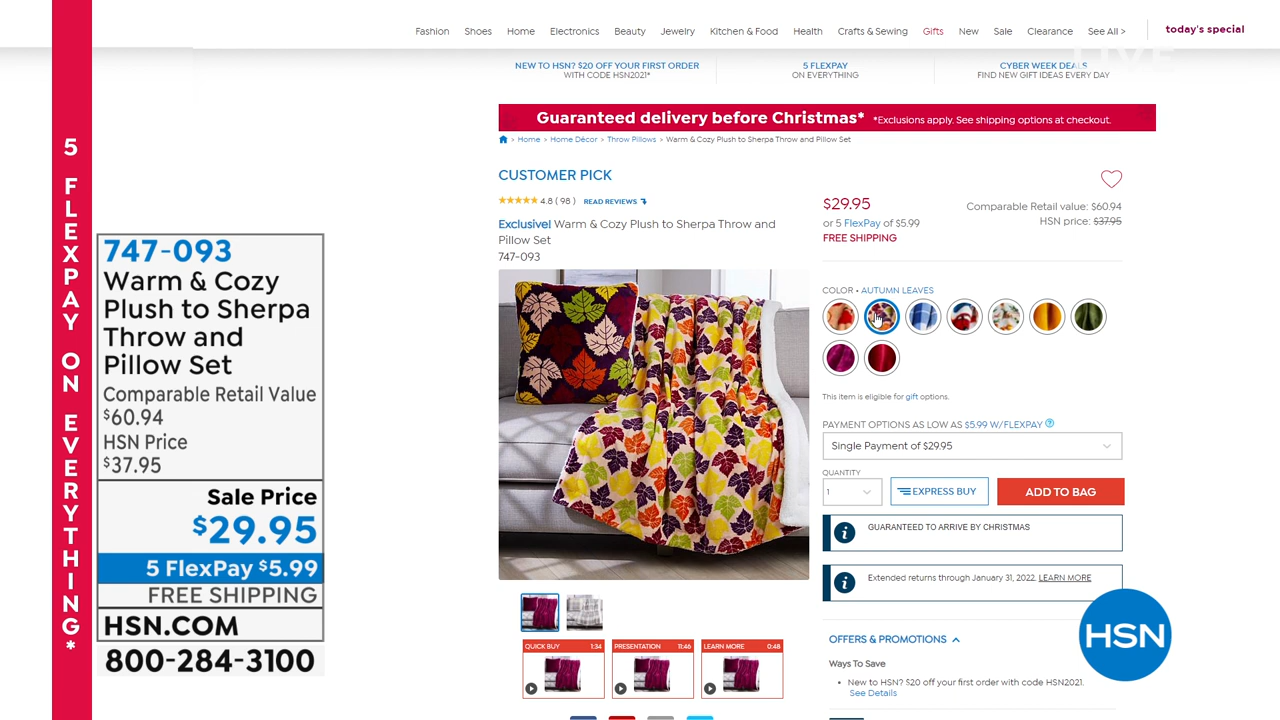 Fashion Shoes Home Electronics Beauty Jewelry Kitchen & Food Health Crafts & Sewing Gifts New Sale Clearance See All > today's special
LIVE
NEW TO HSN? $20 OFF YOUR FIRST ORDER
WITH CODE HSN2021*
5 FLEXPAY
ON EVERYTHING
CYBER WEEK DEALS
FIND NEW GIFT IDEAS EVERY DAY
Guaranteed delivery before Christmas* *Exclusions apply. See shipping options at checkout.
> Home > Home Décor > Throw Pillows > Warm & Cozy Plush to Sherpa Throw and Pillow Set
5 FLEXPAY ON EVERYTHING*
747-093
Warm & Cozy
Plush to Sherpa
Throw and
Pillow Set
Comparable Retail Value
$60.94
HSN Price
$37.95
Sale Price
$29.95
5 FlexPay $5.99
FREE SHIPPING
HSN.COM
800-284-3100
CUSTOMER PICK
4.8 ( 98 ) READ REVIEWS
Exclusive! Warm & Cozy Plush to Sherpa Throw and
Pillow Set
747-093
QUICK BUY 1:34
PRESENTATION 11:46
LEARN MORE 0:48
$29.95
or 5 FlexPay of $5.99
FREE SHIPPING
Comparable Retail value: $60.94
HSN price: $37.95
COLOR • AUTUMN LEAVES
This item is eligible for gift options.
PAYMENT OPTIONS AS LOW AS $5.99 W/FLEXPAY ?
Single Payment of $29.95
QUANTITY
1
EXPRESS BUY
ADD TO BAG
GUARANTEED TO ARRIVE BY CHRISTMAS
Extended returns through January 31, 2022. LEARN MORE
OFFERS & PROMOTIONS
Ways To Save
• New to HSN? $20 off your first order with code HSN2021.
See Details
HSN